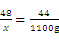 48/x = 44/1100g